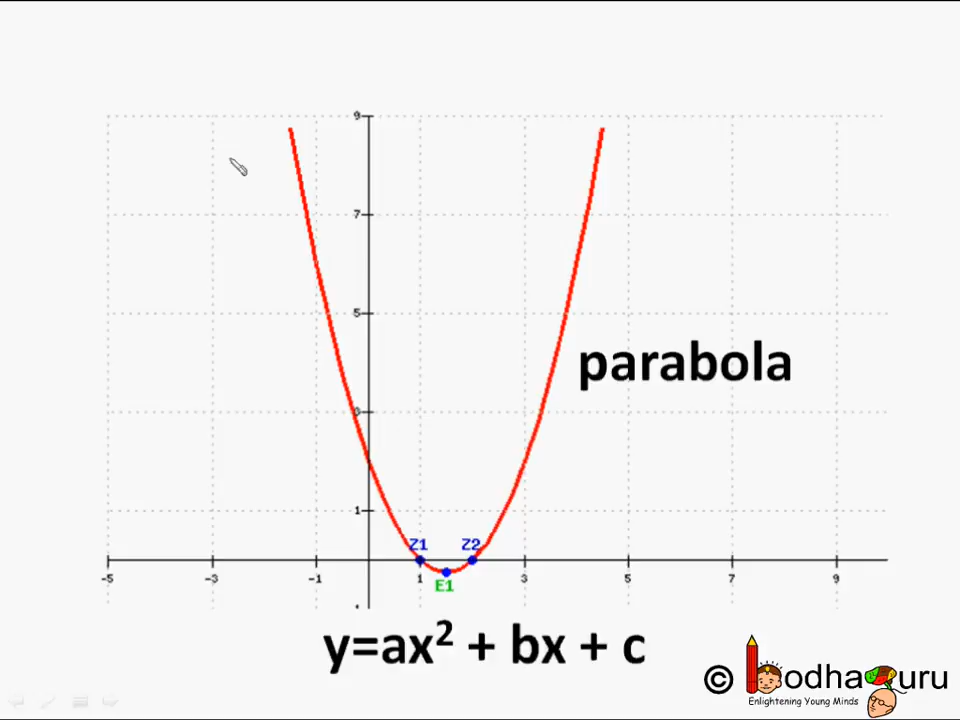 9
7
5
3
1
parabola
Z1 Z2
-5 -3 -1 1 3 5 7 9
E1
y=ax² + bx + c
© BodhaGuru
Enlightening Young Minds